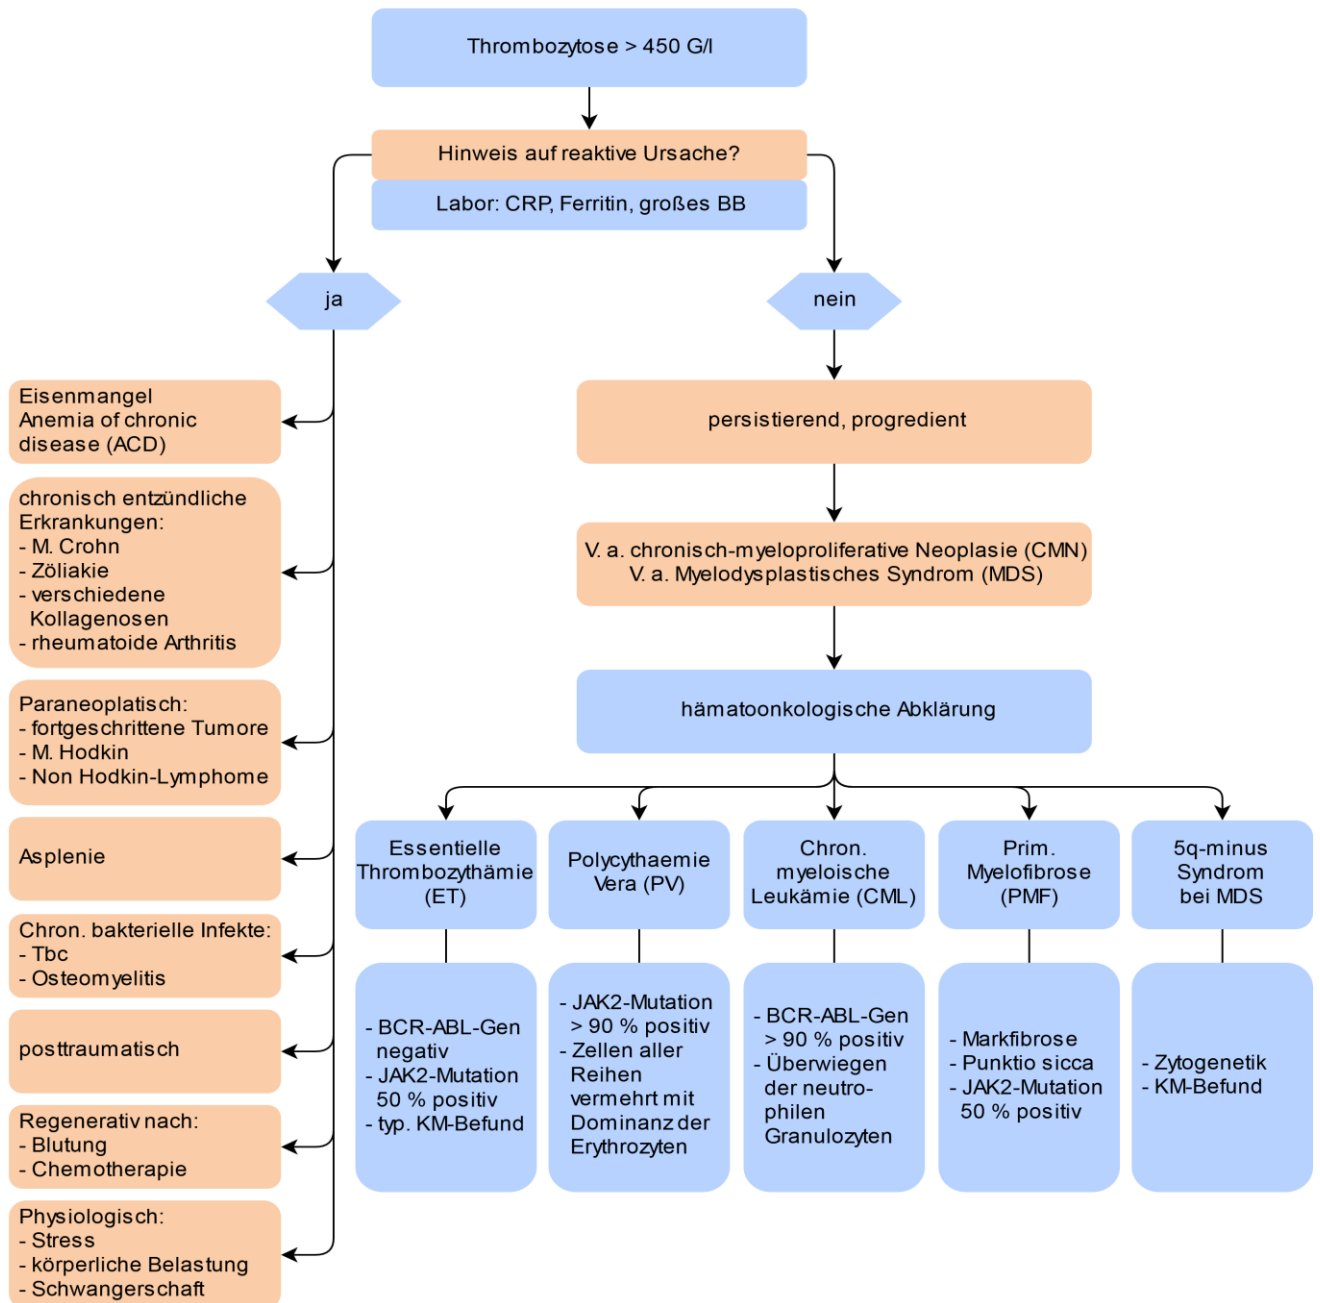 Thrombozytose > 450 G/l
Hinweis auf reaktive Ursache?
Labor: CRP, Ferritin, großes BB
ja
nein
Eisenmangel
Anemia of chronic
disease (ACD)
chronisch entzündliche
Erkrankungen:
- M. Crohn
- Zöliakie
- verschiedene
Kollagenosen
- rheumatoide Arthritis
Paraneoplatisch:
- fortgeschrittene Tumore
- M. Hodkin
- Non Hodkin-Lymphome
Asplenie
Chron. bakterielle Infekte:
- Tbc
- Osteomyelitis
posttraumatisch
Regenerativ nach:
- Blutung
- Chemotherapie
Physiologisch:
- Stress
- körperliche Belastung
- Schwangerschaft
persistierend, progredient
V. a. chronisch-myeloproliferative Neoplasie (CMN)
V. a. Myelodysplastisches Syndrom (MDS)
hämatoonkologische Abklärung
Essentielle
Thrombozythämie
(ET)
Polycythaemie
Vera (PV)
Chron.
myeloische
Leukämie (CML)
Prim.
Myelofibrose
(PMF)
5q-minus
Syndrom
bei MDS
- BCR-ABL-Gen
negativ
- JAK2-Mutation
50 % positiv
- typ. KM-Befund
- JAK2-Mutation
> 90 % positiv
- Zellen aller
Reihen
vermehrt mit
Dominanz der
Erythrozyten
- BCR-ABL-Gen
> 90 % positiv
- Überwiegen
der neutro-
philen
Granulozyten
- Markfibrose
- Punktio sicca
- JAK2-Mutation
50 % positiv
- Zytogenetik
- KM-Befund